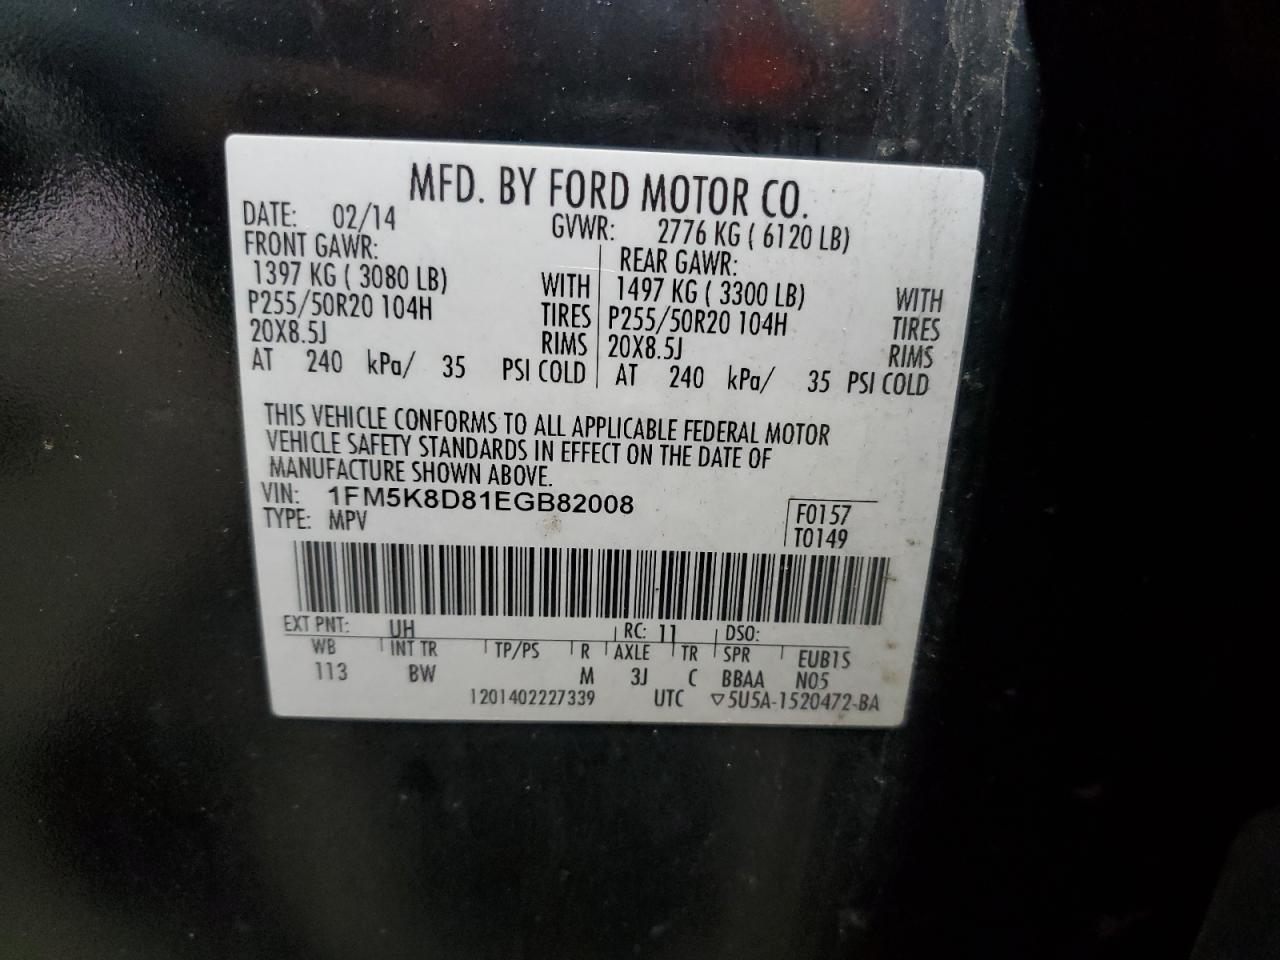 MFD. BY FORD MOTOR CO.
DATE: 02/14 GVWR: 2776 KG ( 6120 LB)
FRONT GAWR: REAR GAWR:
1397 KG ( 3080 LB) WITH 1497 KG ( 3300 LB) WITH
P255/50R20 104H TIRES P255/50R20 104H TIRES
20X8.5J RIMS 20X8.5J RIMS
AT 240 kPa/ 35 PSI COLD AT 240 kPa/ 35 PSI COLD
THIS VEHICLE CONFORMS TO ALL APPLICABLE FEDERAL MOTOR
VEHICLE SAFETY STANDARDS IN EFFECT ON THE DATE OF
MANUFACTURE SHOWN ABOVE.
VIN: 1FM5K8D81EGB82008 F0157
TYPE: MPV T0149
EXT PNT: UH RC: 11 DSO:
WB INT TR TP/PS R AXLE TR SPR EUB1S
113 BW M 3J C BBAA N05
1201402227339 UTC ▽5U5A-1520472-BA